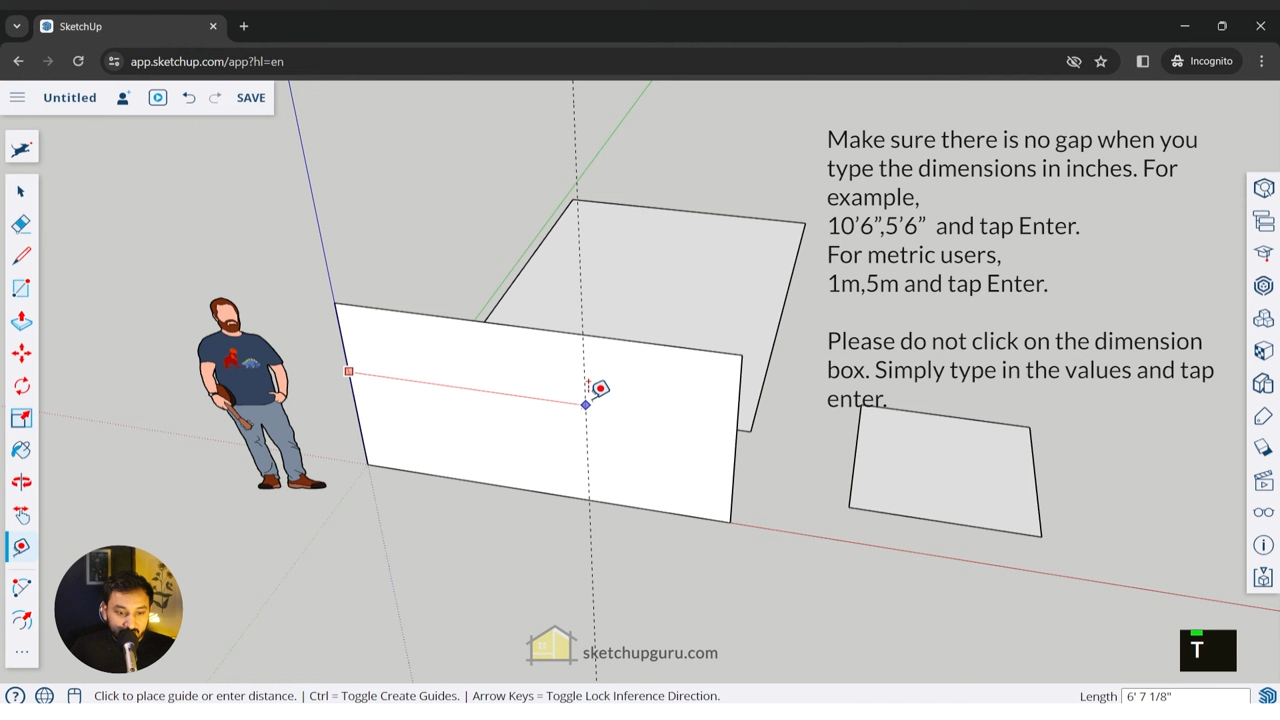 SketchUp
app.sketchup.com/app?hl=en
Incognito
Untitled
SAVE
Make sure there is no gap when you
type the dimensions in inches. For
example,
10’6”,5’6” and tap Enter.
For metric users,
1m,5m and tap Enter.
Please do not click on the dimension
box. Simply type in the values and tap
enter.
sketchupguru.com
T
Click to place guide or enter distance. | Ctrl = Toggle Create Guides. | Arrow Keys = Toggle Lock Inference Direction.
Length 6' 7 1/8"